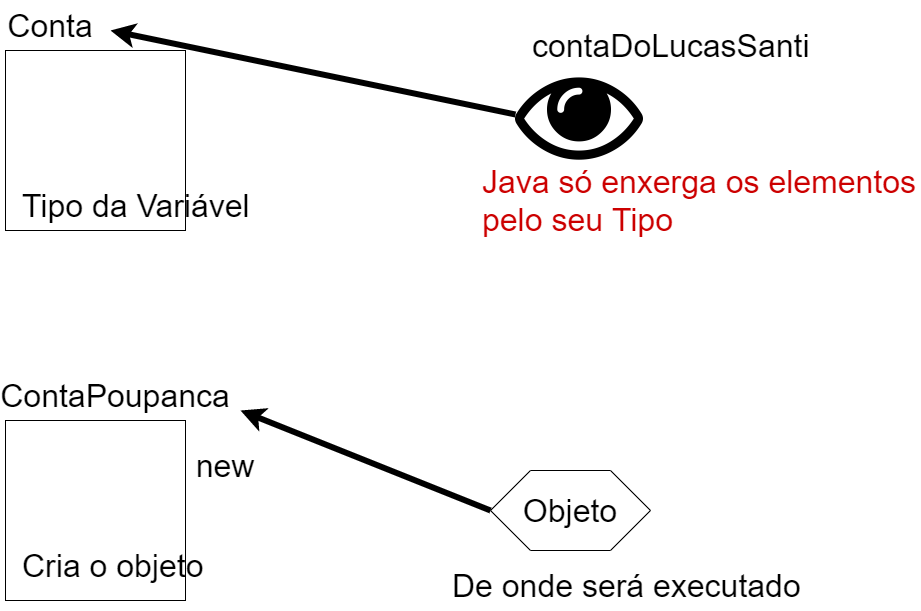 Conta
contaDoLucasSanti
Tipo da Variável
Java só enxerga os elementos
pelo seu Tipo
ContaPoupanca
new
Objeto
Cria o objeto
De onde será executado